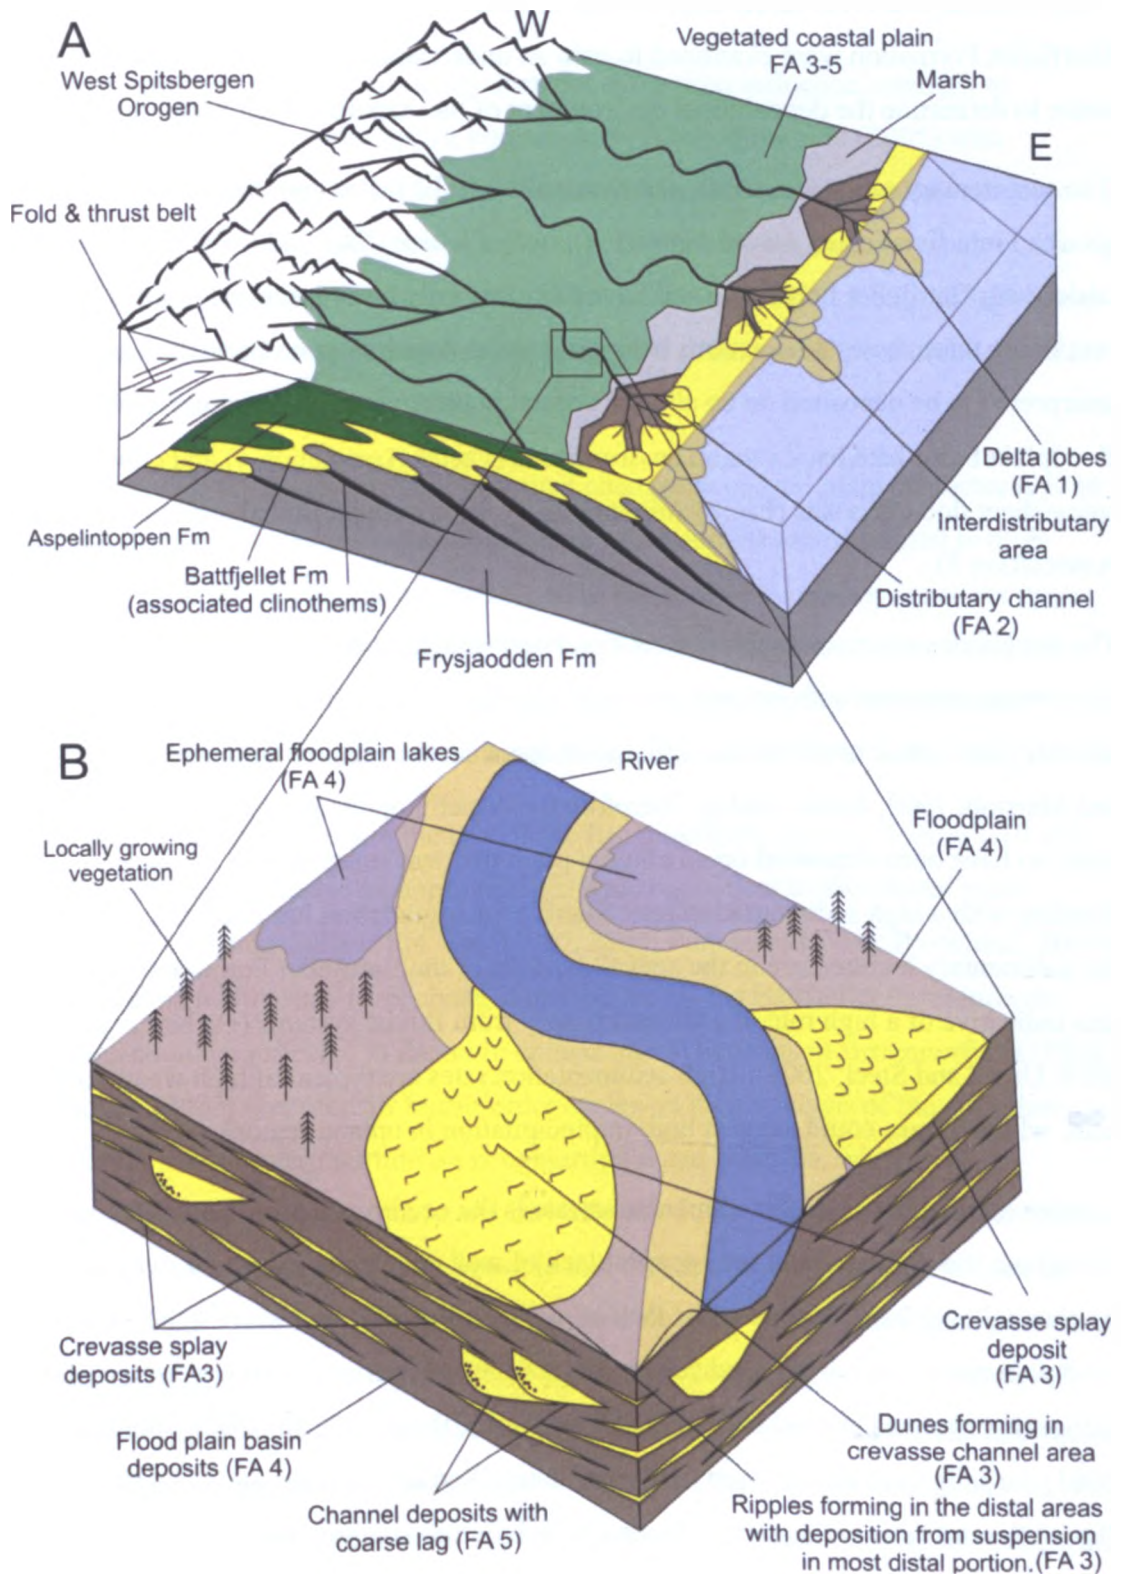 A
W
Vegetated coastal plain
FA 3-5
Marsh
West Spitsbergen
Orogen
E
Fold & thrust belt
Delta lobes
(FA 1)
Interdistributary
area
Aspelintoppen Fm
Battfjellet Fm
(associated clinothems)
Distributary channel
(FA 2)
Frysjaodden Fm
B
Ephemeral floodplain lakes
(FA 4)
River
Floodplain
(FA 4)
Locally growing
vegetation
Crevasse splay
deposit
(FA 3)
Crevasse splay
deposits (FA3)
Flood plain basin
deposits (FA 4)
Dunes forming in
crevasse channel area
(FA 3)
Channel deposits with
coarse lag (FA 5)
Ripples forming in the distal areas
with deposition from suspension
in most distal portion.(FA 3)